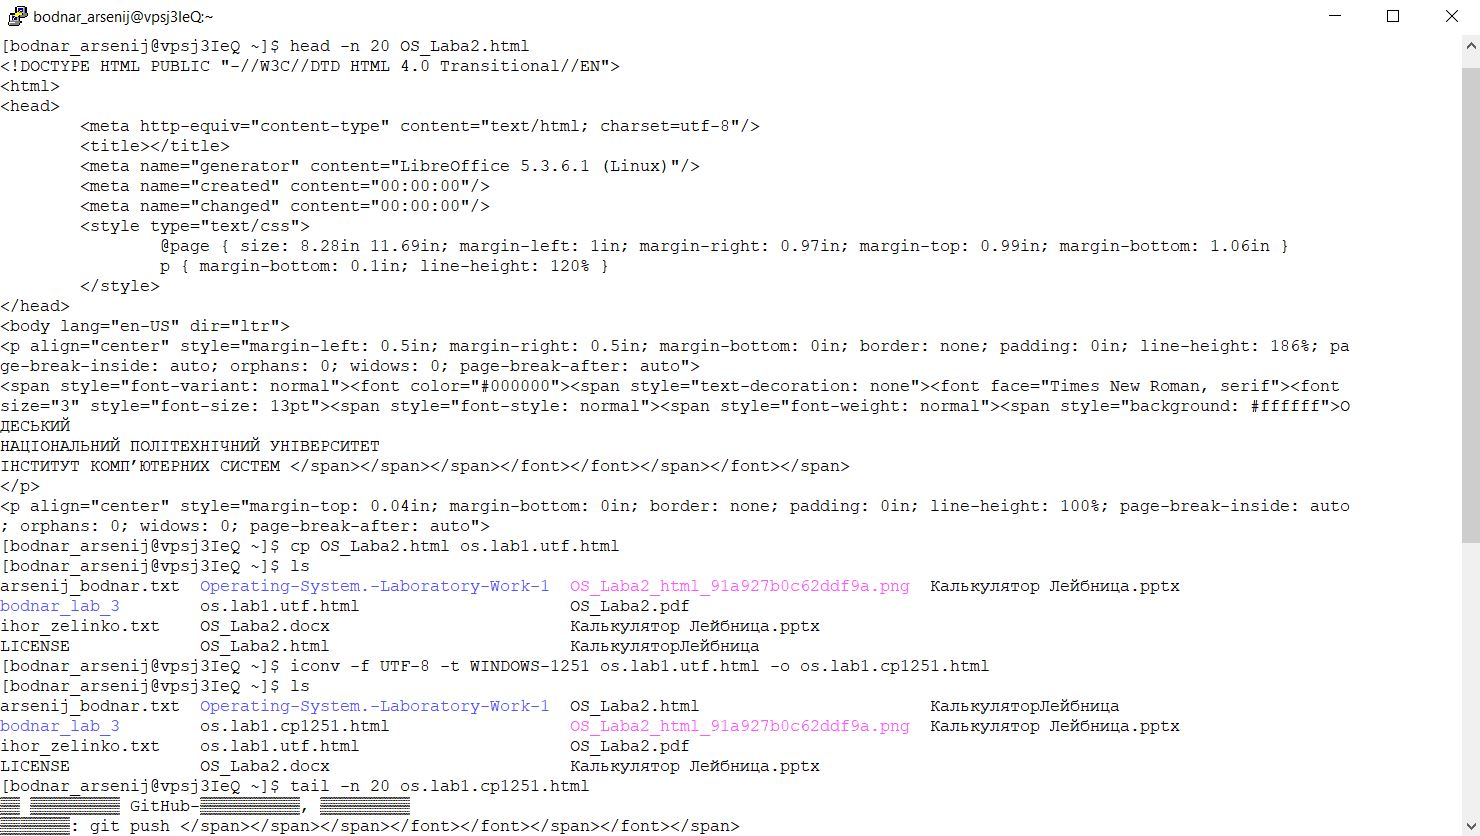 bodnar_arsenij@vpsj3IeQ:~
[bodnar_arsenij@vpsj3IeQ ~]$ head -n 20 OS_Laba2.html
<!DOCTYPE HTML PUBLIC "-//W3C//DTD HTML 4.0 Transitional//EN">
<html>
<head>
        <meta http-equiv="content-type" content="text/html; charset=utf-8"/>
        <title></title>
        <meta name="generator" content="LibreOffice 5.3.6.1 (Linux)"/>
        <meta name="created" content="00:00:00"/>
        <meta name="changed" content="00:00:00"/>
        <style type="text/css">
                @page { size: 8.28in 11.69in; margin-left: 1in; margin-right: 0.97in; margin-top: 0.99in; margin-bottom: 1.06in }
                p { margin-bottom: 0.1in; line-height: 120% }
        </style>
</head>
<body lang="en-US" dir="ltr">
<p align="center" style="margin-left: 0.5in; margin-right: 0.5in; margin-bottom: 0in; border: none; padding: 0in; line-height: 186%; pa
ge-break-inside: auto; orphans: 0; widows: 0; page-break-after: auto">
<span style="font-variant: normal"><font color="#000000"><span style="text-decoration: none"><font face="Times New Roman, serif"><font
size="3" style="font-size: 13pt"><span style="font-style: normal"><span style="font-weight: normal"><span style="background: #ffffff">О
ДЕСЬКИЙ
НАЦІОНАЛЬНИЙ ПОЛІТЕХНІЧНИЙ УНІВЕРСИТЕТ
ІНСТИТУТ КОМП’ЮТЕРНИХ СИСТЕМ </span></span></span></font></font></span></font></span>
</p>
<p align="center" style="margin-top: 0.04in; margin-bottom: 0in; border: none; padding: 0in; line-height: 100%; page-break-inside: auto
; orphans: 0; widows: 0; page-break-after: auto">
[bodnar_arsenij@vpsj3IeQ ~]$ cp OS_Laba2.html os.lab1.utf.html
[bodnar_arsenij@vpsj3IeQ ~]$ ls
arsenij_bodnar.txt  Operating-System.-Laboratory-Work-1  OS_Laba2_html_91a927b0c62ddf9a.png  Калькулятор Лейбница.pptx
bodnar_lab_3        os.lab1.utf.html                     OS_Laba2.pdf
ihor_zelinko.txt    OS_Laba2.docx                        Калькулятор Лейбница.pptx
LICENSE             OS_Laba2.html                        КалькуляторЛейбница
[bodnar_arsenij@vpsj3IeQ ~]$ iconv -f UTF-8 -t WINDOWS-1251 os.lab1.utf.html -o os.lab1.cp1251.html
[bodnar_arsenij@vpsj3IeQ ~]$ ls
arsenij_bodnar.txt  Operating-System.-Laboratory-Work-1  OS_Laba2.html                       КалькуляторЛейбница
bodnar_lab_3        os.lab1.cp1251.html                  OS_Laba2_html_91a927b0c62ddf9a.png  Калькулятор Лейбница.pptx
ihor_zelinko.txt    os.lab1.utf.html                     OS_Laba2.pdf
LICENSE             OS_Laba2.docx                        Калькулятор Лейбница.pptx
[bodnar_arsenij@vpsj3IeQ ~]$ tail -n 20 os.lab1.cp1251.html
▒▒ ▒▒▒▒▒▒▒▒▒ GitHub-▒▒▒▒▒▒▒▒▒▒, ▒▒▒▒▒▒▒▒▒
▒▒▒▒▒▒▒: git push </span></span></span></font></font></span></font></span>